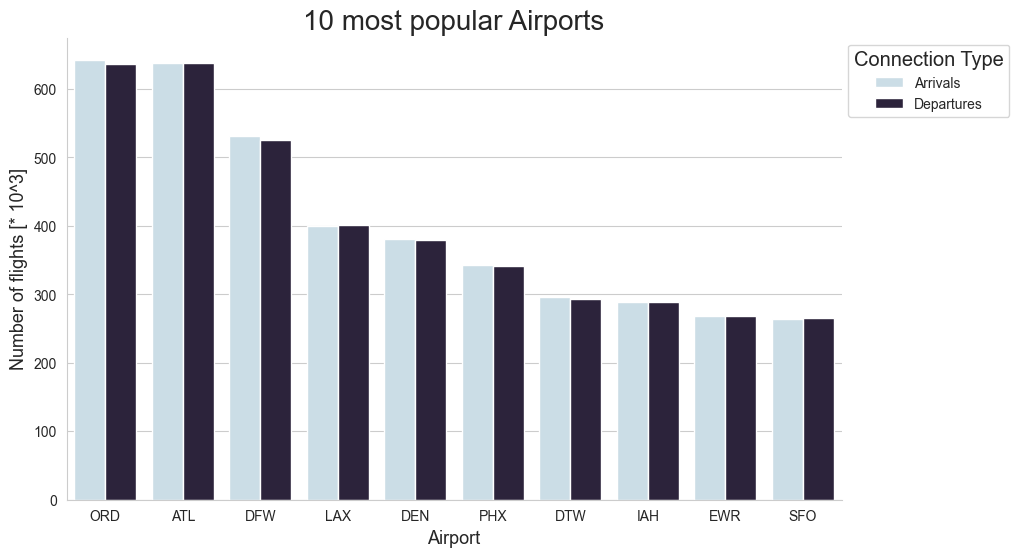 10 most popular Airports
Connection Type
Arrivals
Departures
Number of flights [* 10^3]
600
500
400
300
200
100
0
ORD ATL DFW LAX DEN PHX DTW IAH EWR SFO
Airport